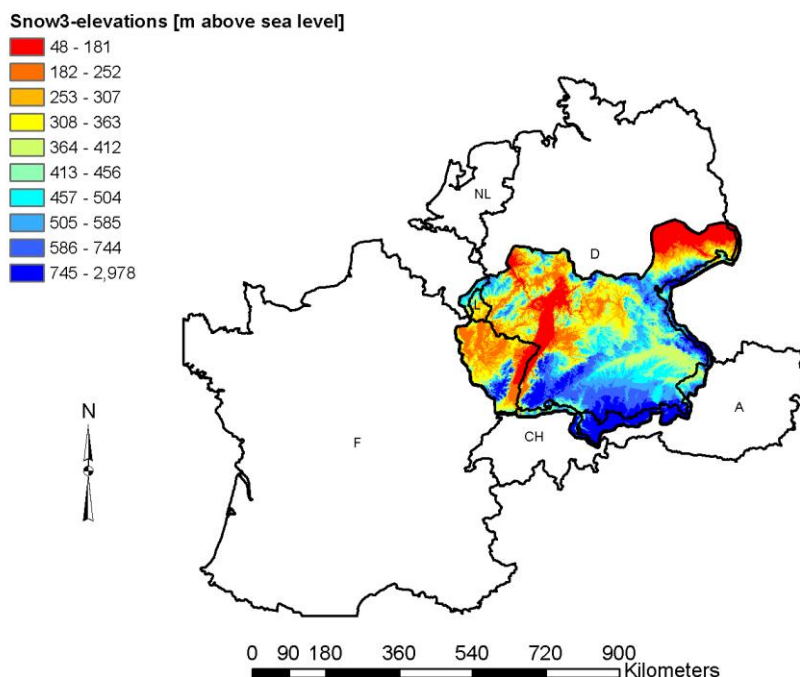 Snow3-elevations [m above sea level]
48 - 181
182 - 252
253 - 307
308 - 363
364 - 412
413 - 456
457 - 504
505 - 585
586 - 744
745 - 2,978
NL
D
L
A
F
CH
N
0 90 180 360 540 720 900
Kilometers